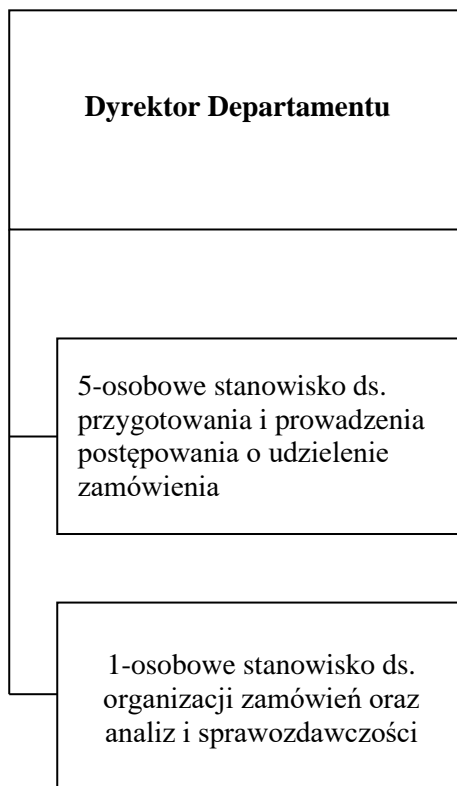 Dyrektor Departamentu
5-osobowe stanowisko ds.
przygotowania i prowadzenia
postępowania o udzielenie
zamówienia
1-osobowe stanowisko ds.
organizacji zamówień oraz
analiz i sprawozdawczości